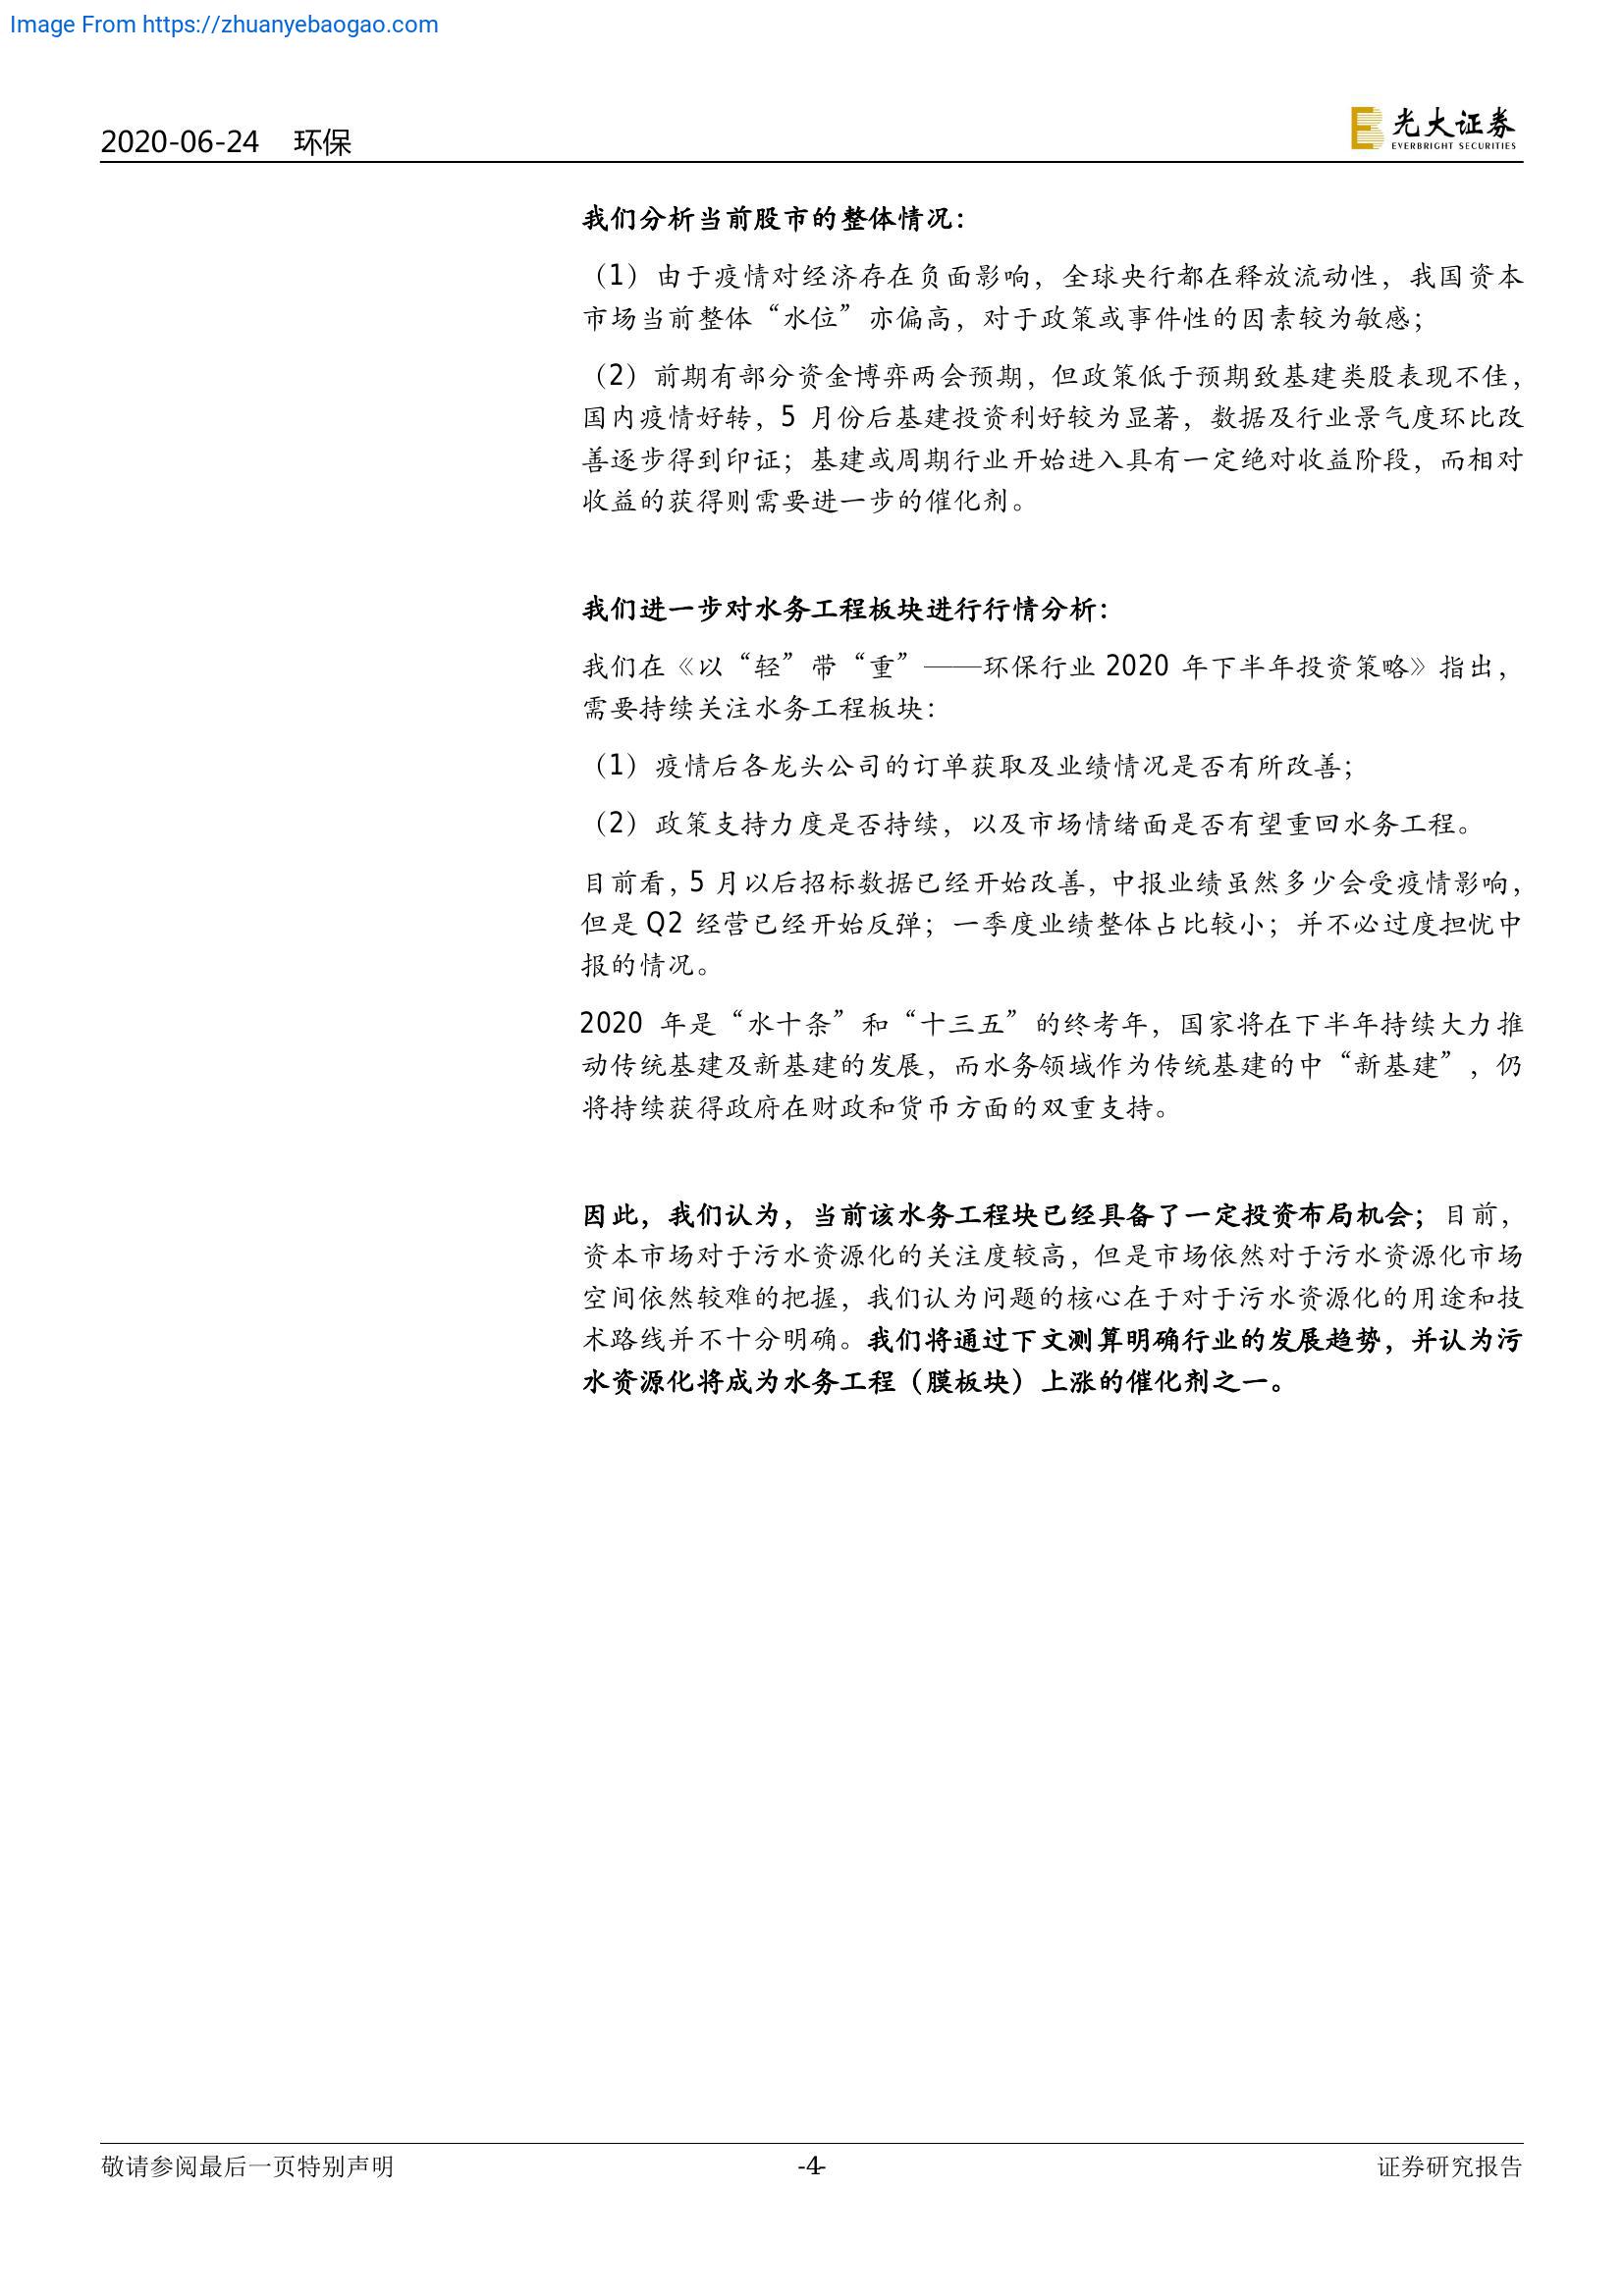 Image From https://zhuanyebaogao.com
2020-06-24 环保
光大证券
EVERBRIGHT SECURITIES
我们分析当前股市的整体情况：
（1）由于疫情对经济存在负面影响，全球央行都在释放流动性，我国资本
市场当前整体“水位”亦偏高，对于政策或事件性的因素较为敏感；
（2）前期有部分资金博弈两会预期，但政策低于预期致基建类股表现不佳，
国内疫情好转，5 月份后基建投资利好较为显著，数据及行业景气度环比改
善逐步得到印证；基建或周期行业开始进入具有一定绝对收益阶段，而相对
收益的获得则需要进一步的催化剂。
我们进一步对水务工程板块进行行情分析：
我们在《以“轻”带“重”——环保行业 2020 年下半年投资策略》指出，
需要持续关注水务工程板块：
（1）疫情后各龙头公司的订单获取及业绩情况是否有所改善；
（2）政策支持力度是否持续，以及市场情绪面是否有望重回水务工程。
目前看，5 月以后招标数据已经开始改善，中报业绩虽然多少会受疫情影响，
但是 Q2 经营已经开始反弹；一季度业绩整体占比较小；并不必过度担忧中
报的情况。
2020 年是“水十条”和“十三五”的终考年，国家将在下半年持续大力推
动传统基建及新基建的发展，而水务领域作为传统基建的中“新基建”，仍
将持续获得政府在财政和货币方面的双重支持。
因此，我们认为，当前该水务工程块已经具备了一定投资布局机会；目前，
资本市场对于污水资源化的关注度较高，但是市场依然对于污水资源化市场
空间依然较难的把握，我们认为问题的核心在于对于污水资源化的用途和技
术路线并不十分明确。我们将通过下文测算明确行业的发展趋势，并认为污
水资源化将成为水务工程（膜板块）上涨的催化剂之一。
敬请参阅最后一页特别声明
-4-
证券研究报告